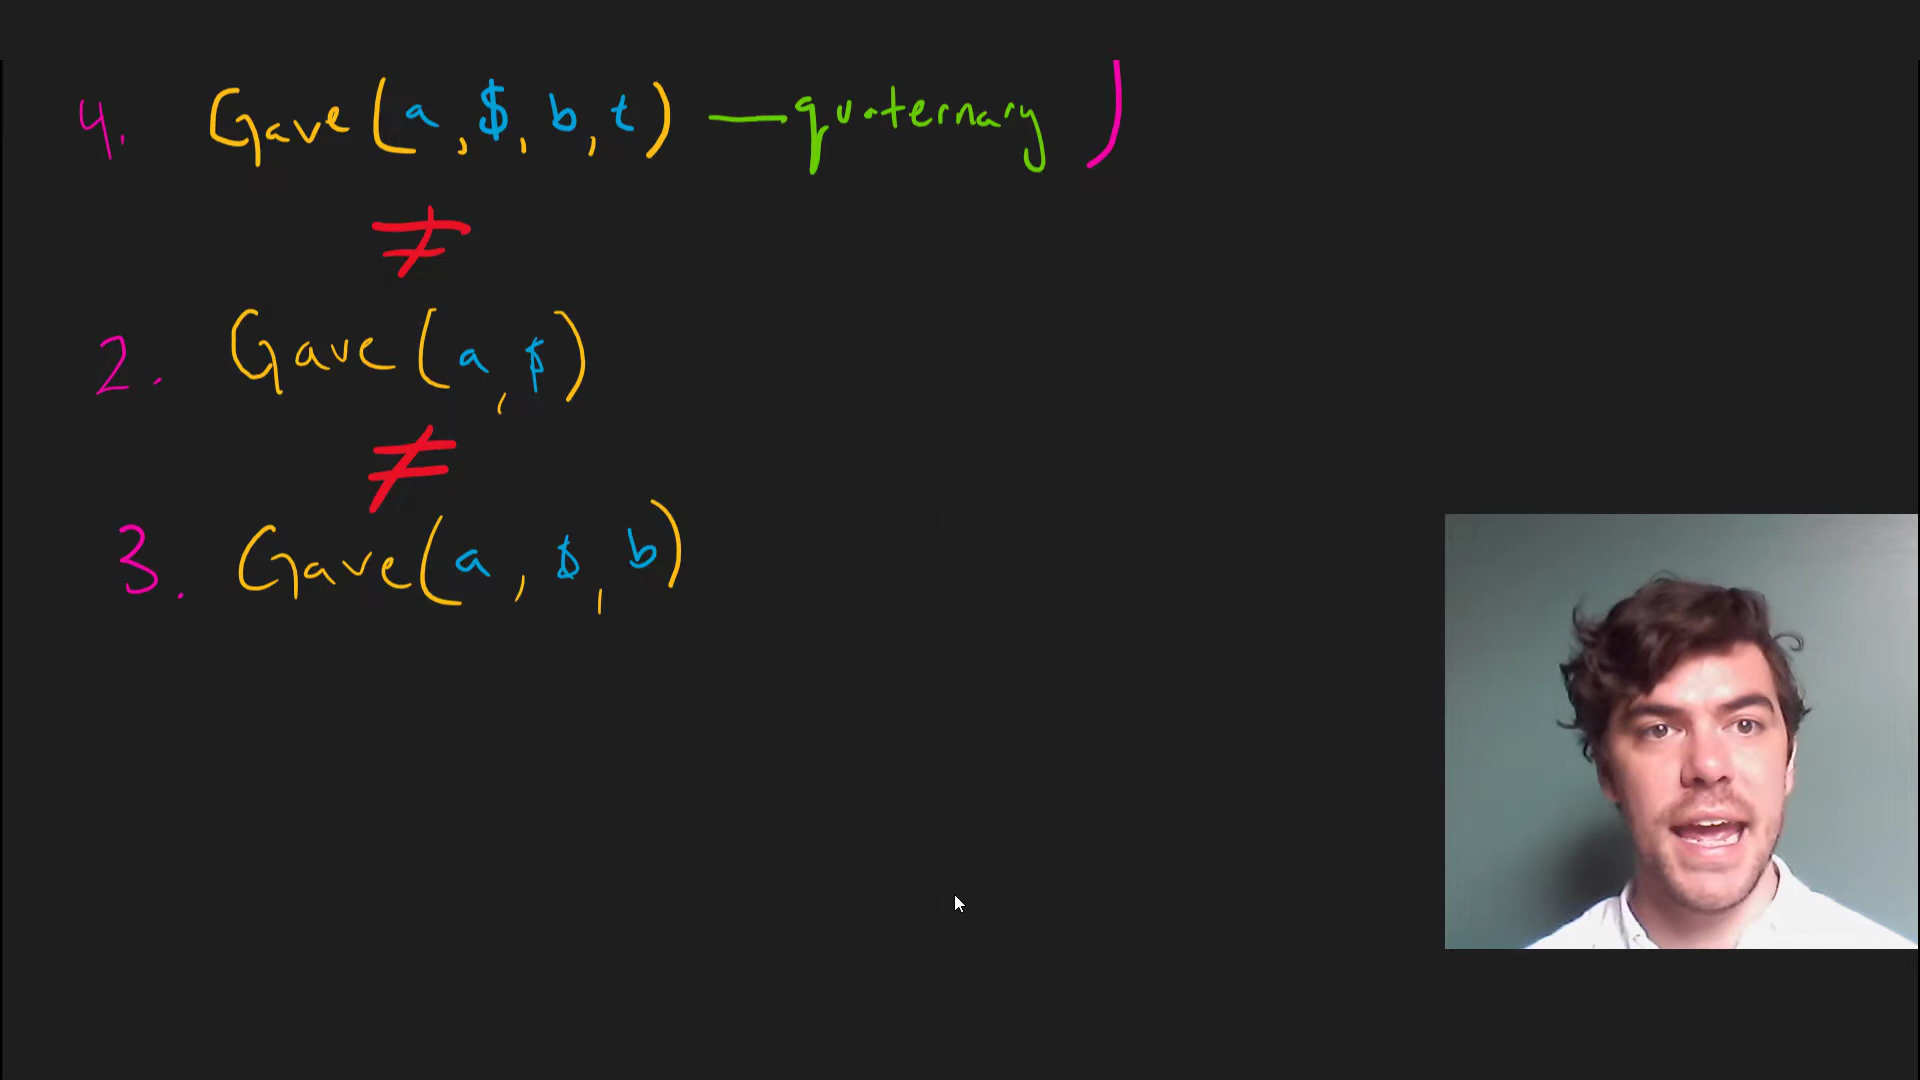 4. Gave(a, $, b, t) — quaternary )
≠
2. Gave(a, $)
≠
3. Gave(a, $, b)